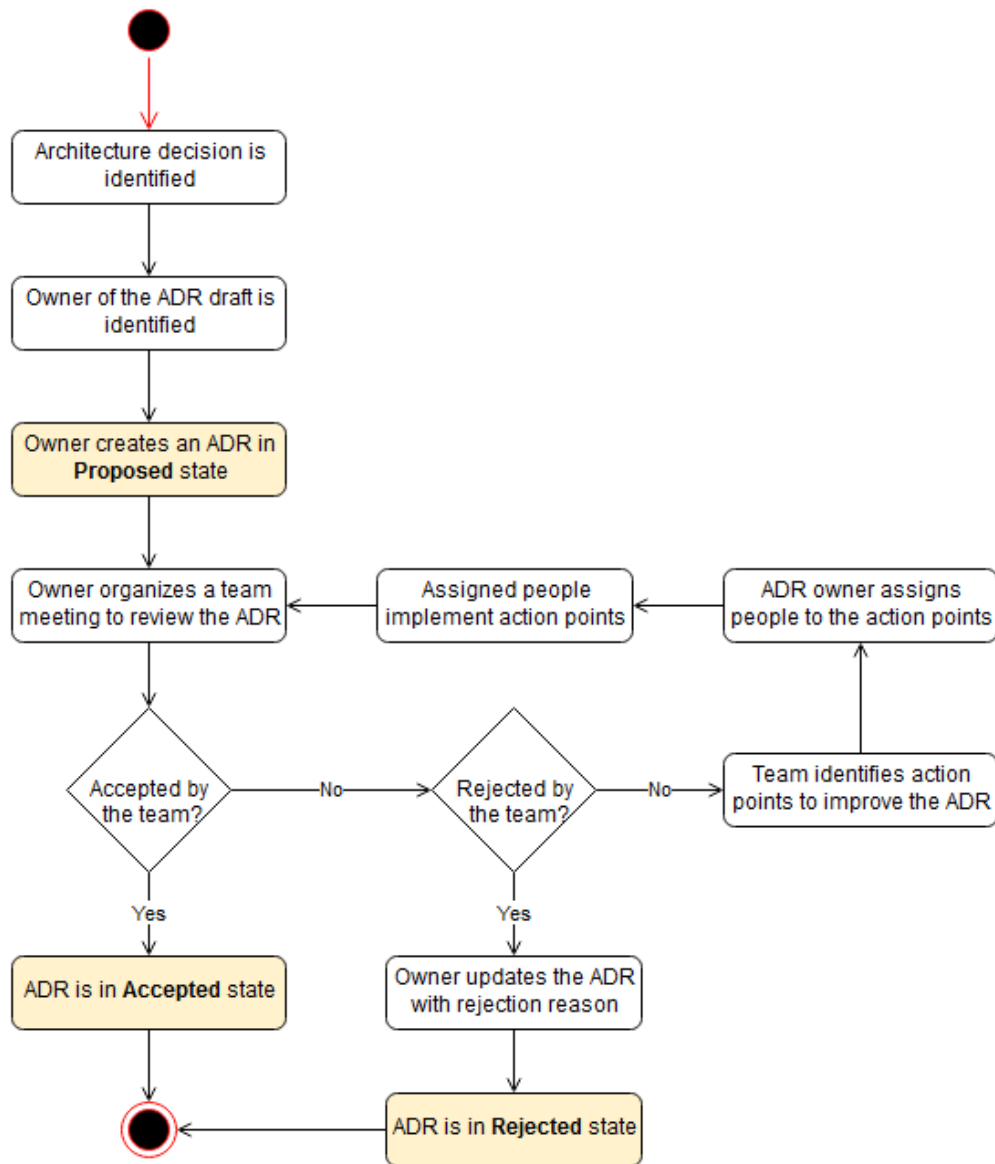 Architecture decision is
identified
Owner of the ADR draft is
identified
Owner creates an ADR in
Proposed state
Owner organizes a team
meeting to review the ADR
Assigned people
implement action points
ADR owner assigns
people to the action points
Accepted by
the team?
No
Rejected by
the team?
No
Team identifies action
points to improve the ADR
Yes
Yes
ADR is in Accepted state
Owner updates the ADR
with rejection reason
ADR is in Rejected state